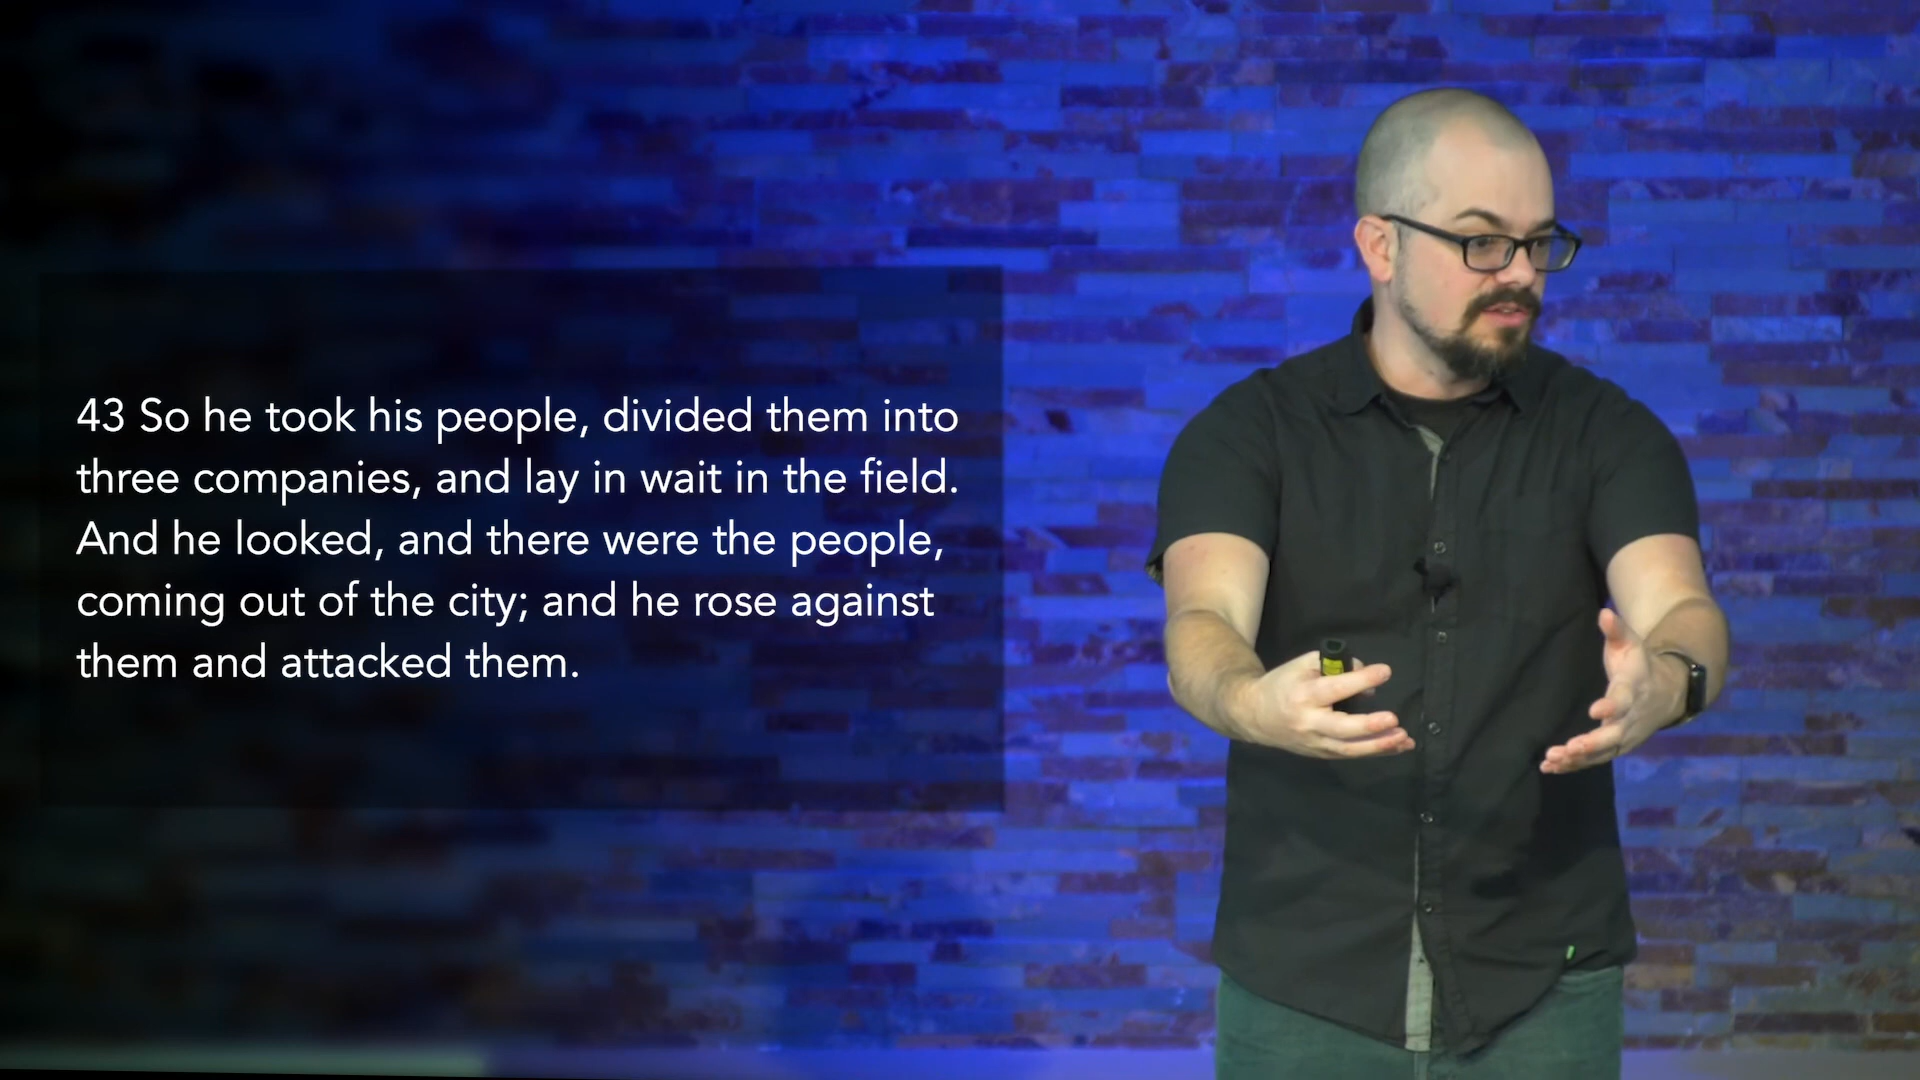 43 So he took his people, divided them into
three companies, and lay in wait in the field.
And he looked, and there were the people,
coming out of the city; and he rose against
them and attacked them.